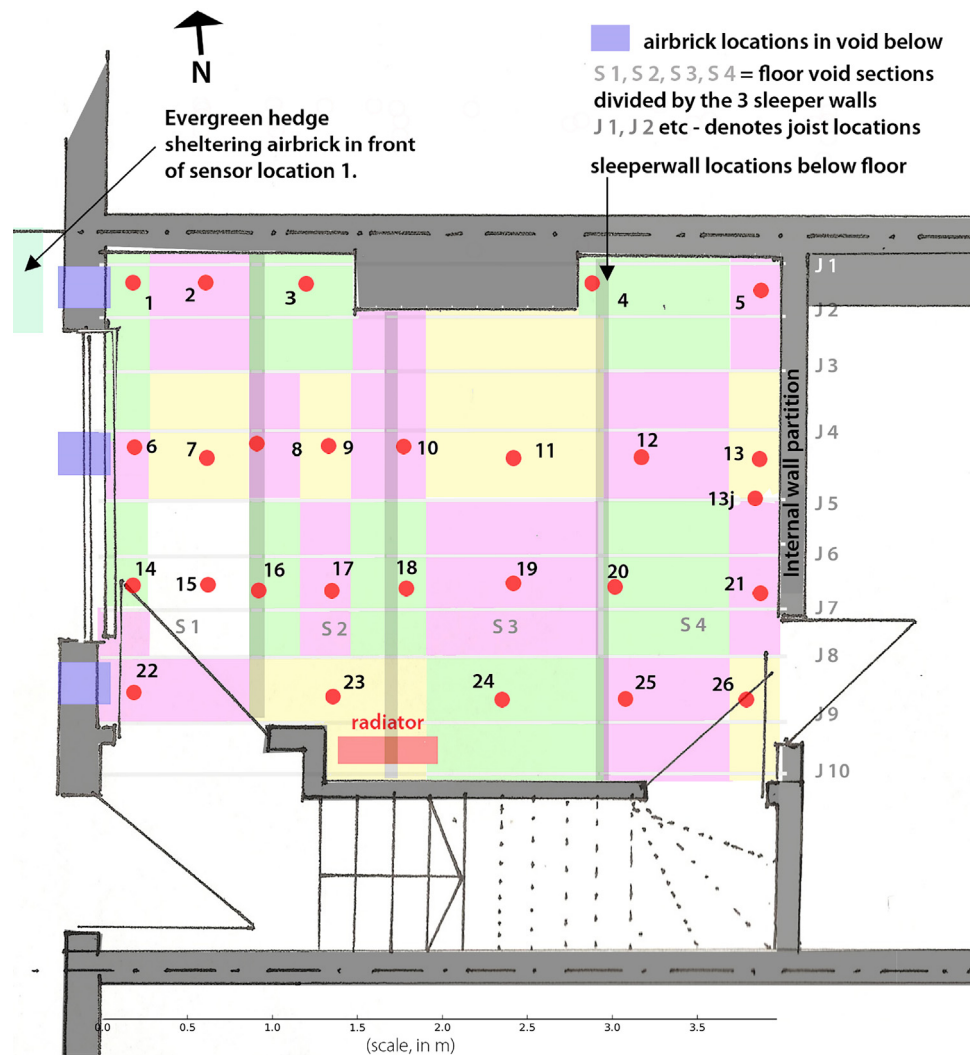 N
airbrick locations in void below
S 1, S 2, S 3, S 4 = floor void sections
divided by the 3 sleeper walls
J 1, J 2 etc - denotes joist locations
Evergreen hedge
sheltering airbrick in front
of sensor location 1.
sleeperwall locations below floor
J 1
1
2
3
4
5
J 2
J 3
J 4
6
7
8
9
10
11
12
13
13j
J 5
Internal wall partition
J 6
14
15
16
17
18
19
20
21
J 7
S 1
S 2
S 3
S 4
J 8
22
23
24
25
26
J 9
radiator
J 10
0.0
0.5
1.0
1.5
2.0
2.5
3.0
3.5
(scale, in m)